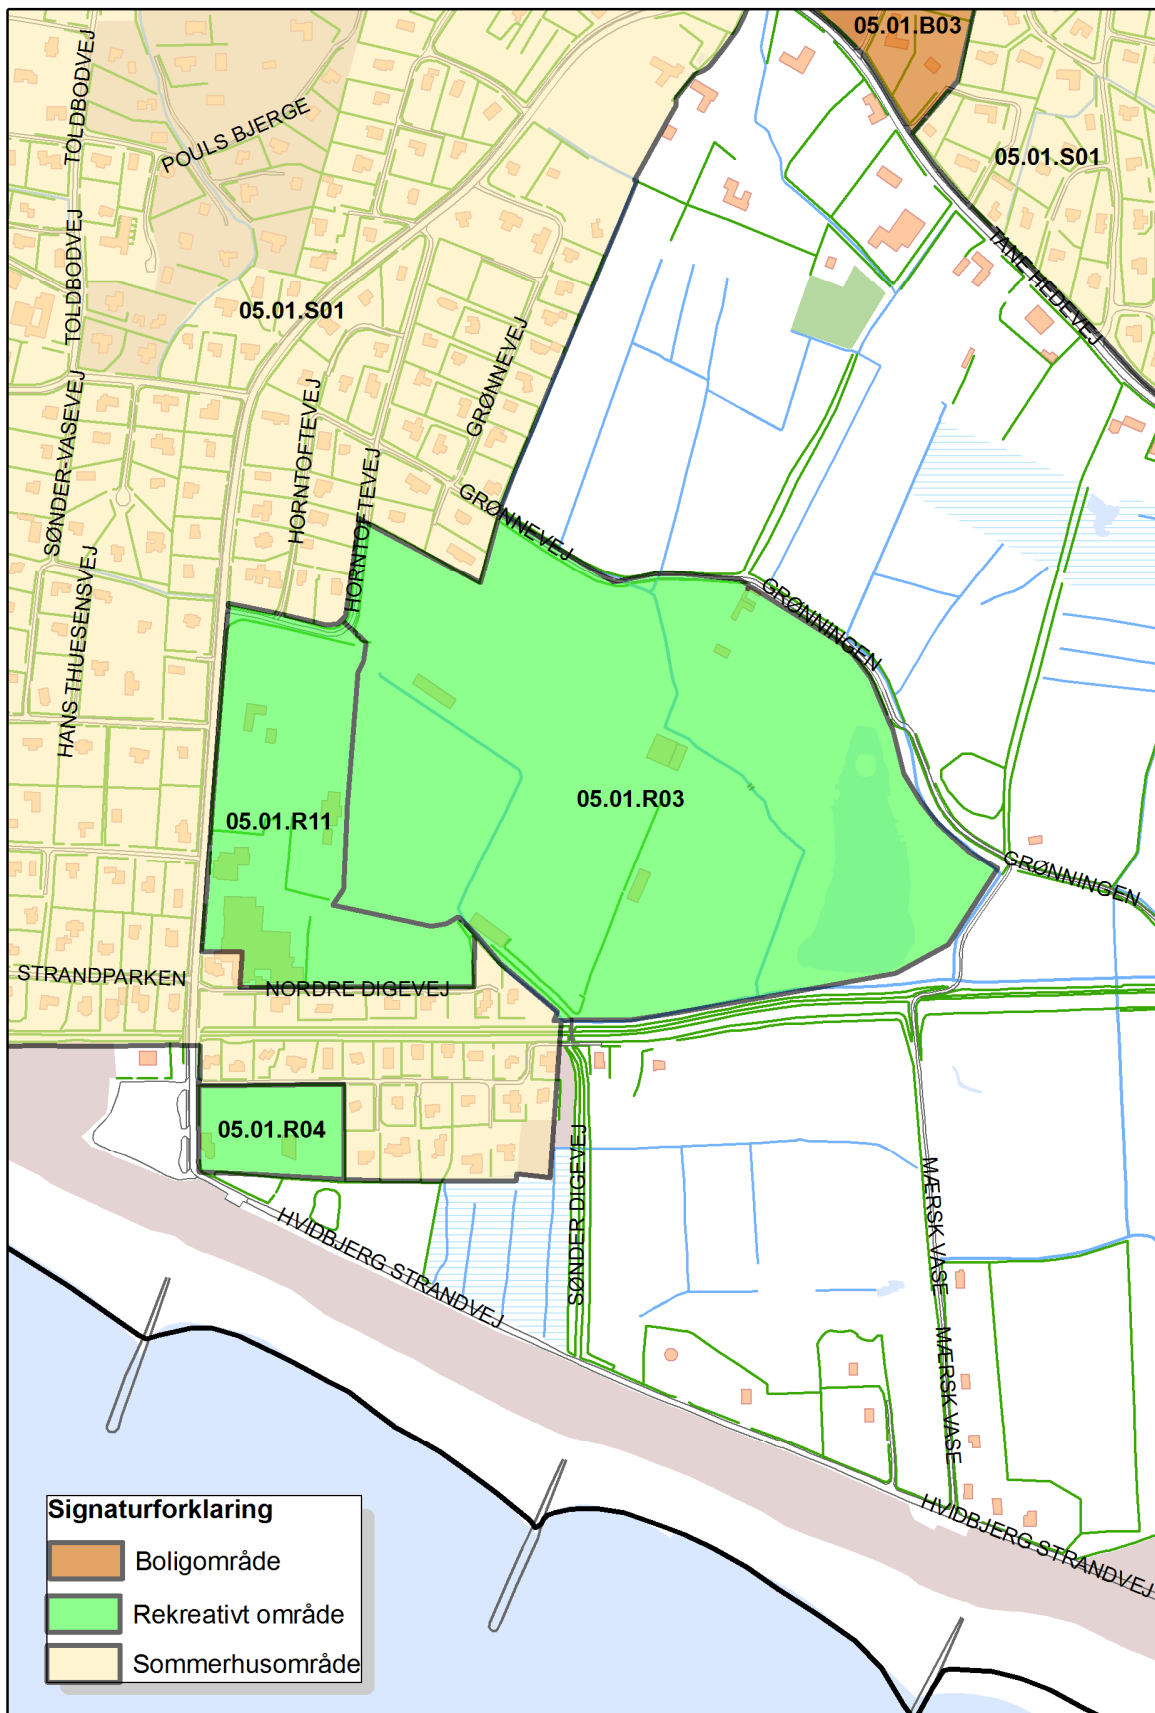 05.01.B03
TOLDBODVEJ
POULS BJERGE
05.01.S01
TOLDBODVEJ
TANE HEDEVEJ
05.01.S01
GRØNNEVEJ
SØNDER-VASEVEJ
HORNTOFTEVEJ
HORNTOFTEVEJ
GRØNNEVEJ
HANS THUESENSVEJ
GRØNNINGEN
05.01.R03
05.01.R11
GRØNNINGEN
STRANDPARKEN
NORDRE DIGEVEJ
05.01.R04
SØNDER DIGEVEJ
MÆRSK VASE
HVIDBJERG STRANDVEJ
MÆRSK VASE
HVIDBJERG STRANDVEJ
Signaturforklaring
Boligområde
Rekreativt område
Sommerhusområde